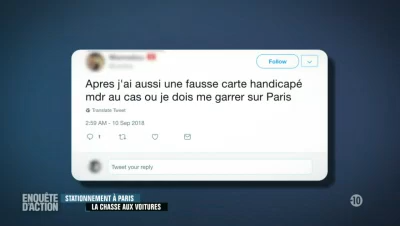 Follow
Apres j'ai aussi une fausse carte handicapé
mdr au cas ou je dois me garrer sur Paris
Translate Tweet
2:59 AM - 10 Sep 2018
1
Tweet your reply
ENQUÊTE
D'ACTION
STATIONNEMENT À PARIS
LA CHASSE AUX VOITURES
-10